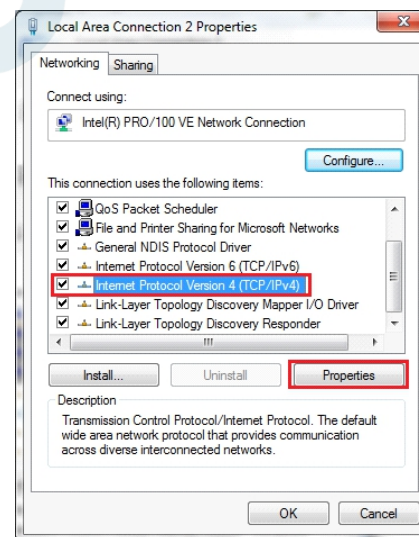 Local Area Connection 2 Properties
Networking
Sharing
Connect using:
Intel(R) PRO/100 VE Network Connection
Configure...
This connection uses the following items:
QoS Packet Scheduler
File and Printer Sharing for Microsoft Networks
General NDIS Protocol Driver
Internet Protocol Version 6 (TCP/IPv6)
Internet Protocol Version 4 (TCP/IPv4)
Link-Layer Topology Discovery Mapper I/O Driver
Link-Layer Topology Discovery Responder
Install...
Uninstall
Properties
Description
Transmission Control Protocol/Internet Protocol. The default
wide area network protocol that provides communication
across diverse interconnected networks.
OK
Cancel